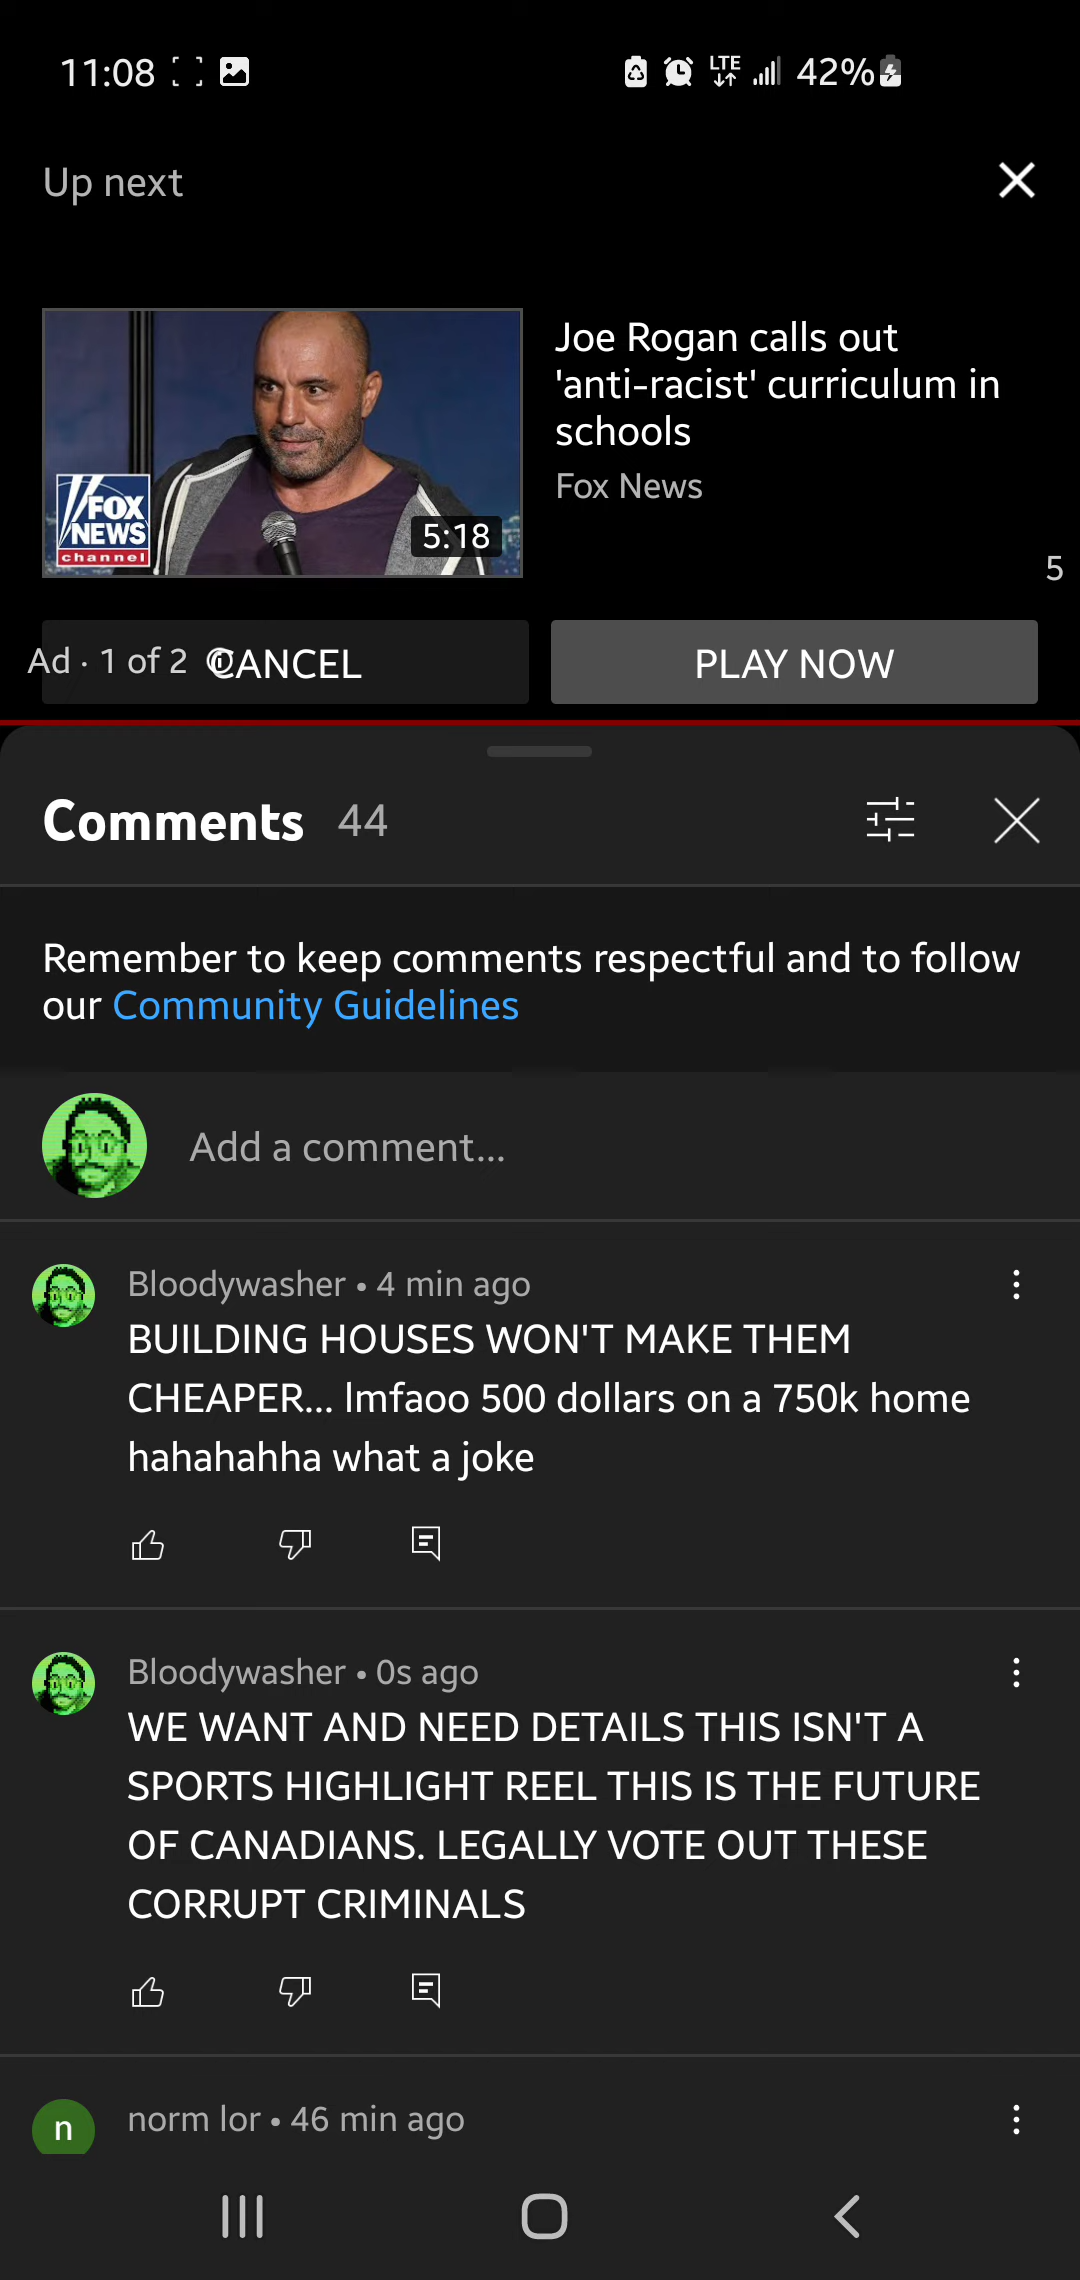 11:08
LTE
42%
Up next
Joe Rogan calls out
'anti-racist' curriculum in
schools
Fox News
FOX
NEWS
channel
5:18
5
Ad · 1 of 2
CANCEL
PLAY NOW
Comments 44
Remember to keep comments respectful and to follow
our Community Guidelines
Add a comment...
Bloodywasher • 4 min ago
BUILDING HOUSES WON'T MAKE THEM
CHEAPER... lmfaoo 500 dollars on a 750k home
hahahahha what a joke
Bloodywasher • 0s ago
WE WANT AND NEED DETAILS THIS ISN'T A
SPORTS HIGHLIGHT REEL THIS IS THE FUTURE
OF CANADIANS. LEGALLY VOTE OUT THESE
CORRUPT CRIMINALS
n
norm lor • 46 min ago